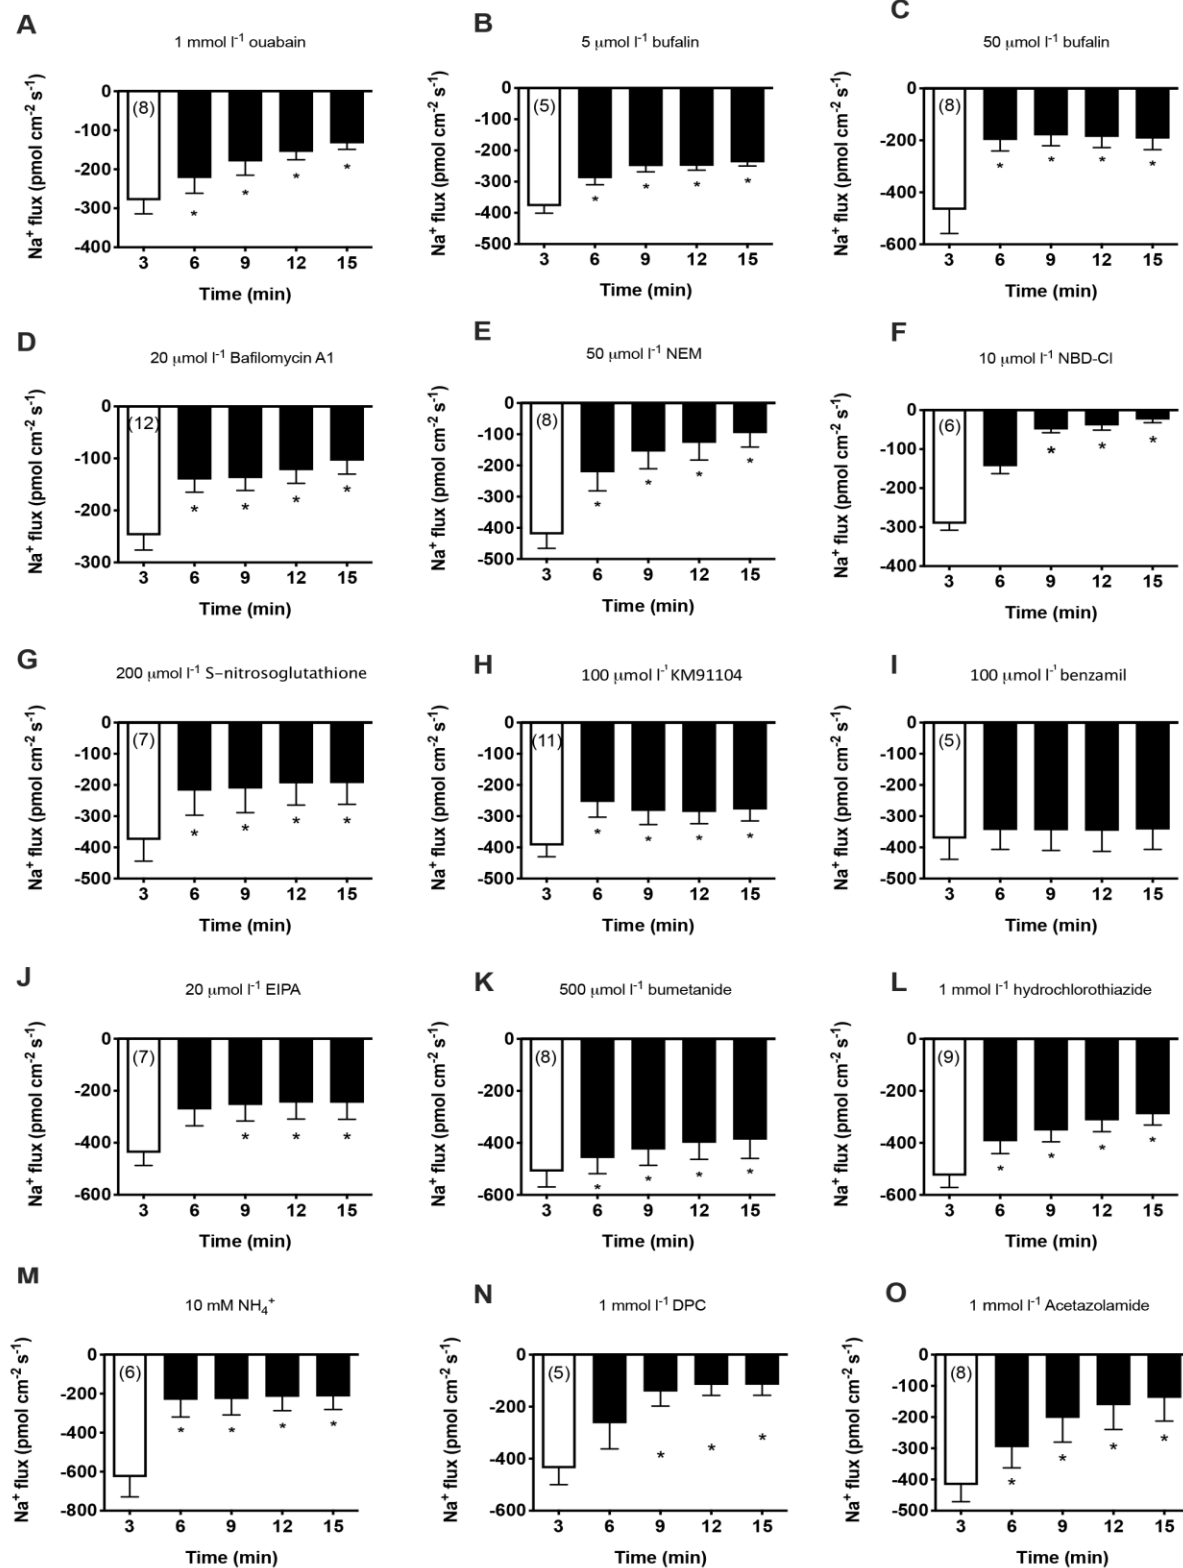 A
1 mmol l⁻¹ ouabain
Na⁺ flux (pmol cm⁻² s⁻¹)
0
-100
-200
-300
-400
(8)
*
*
*
*
3 6 9 12 15
Time (min)
B
5 μmol l⁻¹ bufalin
Na⁺ flux (pmol cm⁻² s⁻¹)
0
-100
-200
-300
-400
-500
(5)
*
*
*
*
3 6 9 12 15
Time (min)
C
50 μmol l⁻¹ bufalin
Na⁺ flux (pmol cm⁻² s⁻¹)
0
-200
-400
-600
(8)
*
*
*
*
3 6 9 12 15
Time (min)
D
20 μmol l⁻¹ Bafilomycin A1
Na⁺ flux (pmol cm⁻² s⁻¹)
0
-100
-200
-300
(12)
*
*
*
*
3 6 9 12 15
Time (min)
E
50 μmol l⁻¹ NEM
Na⁺ flux (pmol cm⁻² s⁻¹)
0
-100
-200
-300
-400
-500
(8)
*
*
*
*
3 6 9 12 15
Time (min)
F
10 μmol l⁻¹ NBD-Cl
Na⁺ flux (pmol cm⁻² s⁻¹)
0
-100
-200
-300
-400
(6)
*
*
*
3 6 9 12 15
Time (min)
G
200 μmol l⁻¹ S-nitrosoglutathione
Na⁺ flux (pmol cm⁻² s⁻¹)
0
-100
-200
-300
-400
-500
(7)
*
*
*
*
3 6 9 12 15
Time (min)
H
100 μmol l⁻¹ KM91104
Na⁺ flux (pmol cm⁻² s⁻¹)
0
-100
-200
-300
-400
-500
(11)
*
*
*
*
3 6 9 12 15
Time (min)
I
100 μmol l⁻¹ benzamil
Na⁺ flux (pmol cm⁻² s⁻¹)
0
-100
-200
-300
-400
-500
(5)
3 6 9 12 15
Time (min)
J
20 μmol l⁻¹ EIPA
Na⁺ flux (pmol cm⁻² s⁻¹)
0
-200
-400
-600
(7)
*
*
*
3 6 9 12 15
Time (min)
K
500 μmol l⁻¹ bumetanide
Na⁺ flux (pmol cm⁻² s⁻¹)
0
-200
-400
-600
(8)
*
*
*
*
3 6 9 12 15
Time (min)
L
1 mmol l⁻¹ hydrochlorothiazide
Na⁺ flux (pmol cm⁻² s⁻¹)
0
-200
-400
-600
(9)
*
*
*
*
3 6 9 12 15
Time (min)
M
10 mM NH₄⁺
Na⁺ flux (pmol cm⁻² s⁻¹)
0
-200
-400
-600
-800
(6)
*
*
*
*
3 6 9 12 15
Time (min)
N
1 mmol l⁻¹ DPC
Na⁺ flux (pmol cm⁻² s⁻¹)
0
-200
-400
-600
(5)
*
*
*
3 6 9 12 15
Time (min)
O
1 mmol l⁻¹ Acetazolamide
Na⁺ flux (pmol cm⁻² s⁻¹)
0
-100
-200
-300
-400
-500
(8)
*
*
*
*
3 6 9 12 15
Time (min)